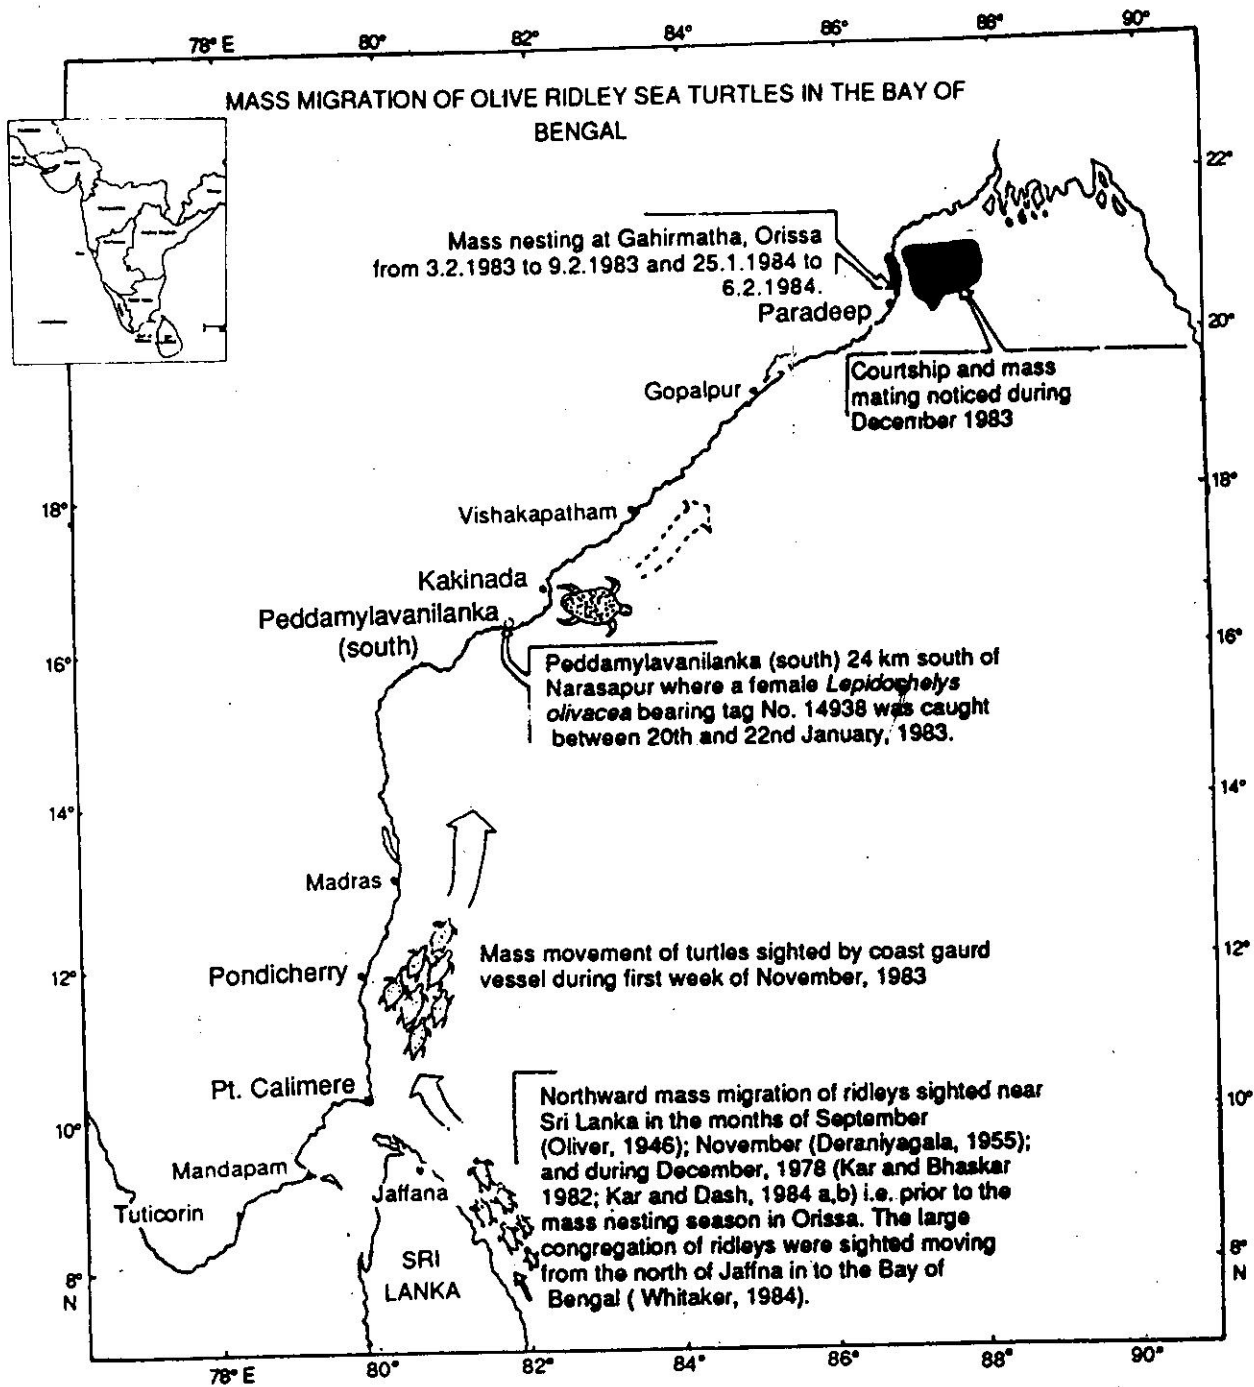 78° E 80° 82° 84° 86° 88° 90°
MASS MIGRATION OF OLIVE RIDLEY SEA TURTLES IN THE BAY OF
BENGAL
22°
Mass nesting at Gahirmatha, Orissa
from 3.2.1983 to 9.2.1983 and 25.1.1984 to
6.2.1984.
Paradeep
20°
Courtship and mass
mating noticed during
December 1983
Gopalpur
18°
18°
Vishakapatham
Kakinada
Peddamylavanilanka
(south)
16°
16°
Peddamylavanilanka (south) 24 km south of
Narasapur where a female Lepidochelys
olivacea bearing tag No. 14938 was caught
between 20th and 22nd January, 1983.
14°
14°
Madras
Mass movement of turtles sighted by coast gaurd
vessel during first week of November, 1983
Pondicherry
12°
12°
Pt. Calimere
10°
10°
Northward mass migration of ridleys sighted near
Sri Lanka in the months of September
(Oliver, 1946); November (Deraniyagala, 1955);
and during December, 1978 (Kar and Bhaskar
1982; Kar and Dash, 1984 a,b) i.e. prior to the
mass nesting season in Orissa. The large
congregation of ridleys were sighted moving
from the north of Jaffna in to the Bay of
Bengal ( Whitaker, 1984).
Mandapam
Jaffana
Tuticorin
SRI
LANKA
8°
N
8°
N
78° E 80° 82° 84° 86° 88° 90°